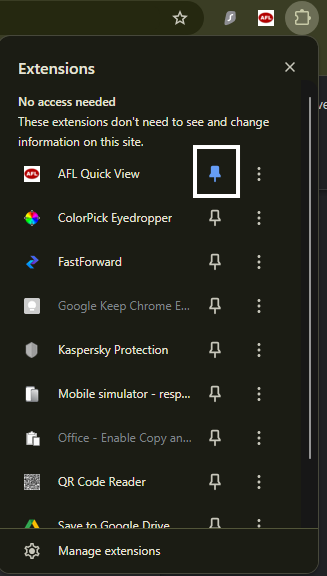 AFL
Extensions
No access needed
These extensions don't need to see and change
information on this site.
AFL AFL Quick View
ColorPick Eyedropper
FastForward
Google Keep Chrome E...
Kaspersky Protection
Mobile simulator - resp...
Office - Enable Copy an...
QR Code Reader
Save to Google Drive
Manage extensions